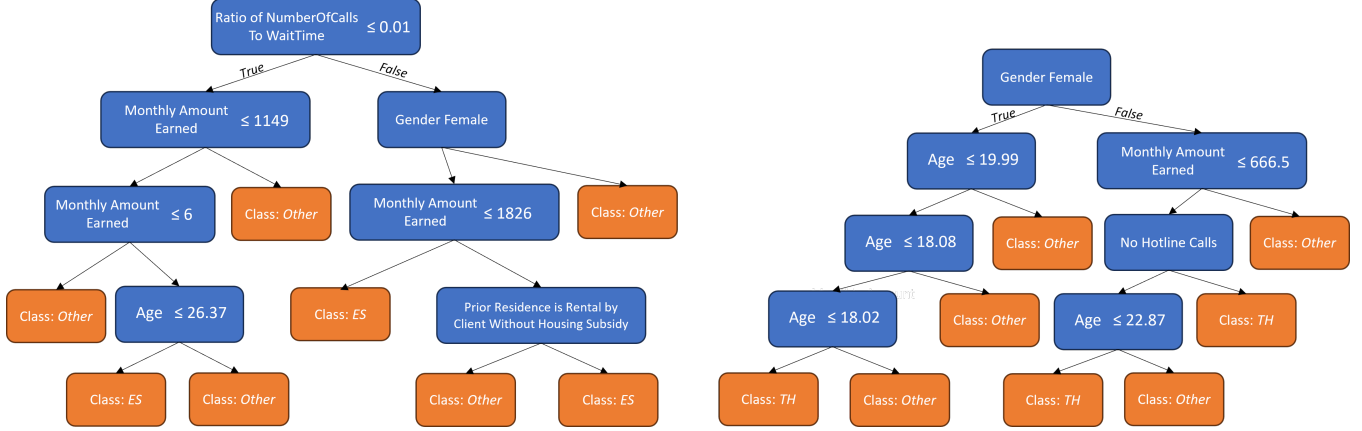 Ratio of NumberOfCalls
To WaitTime
≤ 0.01
True
False
Monthly Amount
Earned
≤ 1149
Gender Female
Monthly Amount
Earned
≤ 6
Class: Other
Monthly Amount
Earned
≤ 1826
Class: Other
Class: Other
Age ≤ 26.37
Class: ES
Prior Residence is Rental by
Client Without Housing Subsidy
Class: ES
Class: Other
Class: Other
Class: ES
Gender Female
True
False
Age ≤ 19.99
Monthly Amount
Earned
≤ 666.5
Age ≤ 18.08
Class: Other
No Hotline Calls
Class: Other
Age ≤ 18.02
Class: Other
Age ≤ 22.87
Class: TH
Class: TH
Class: Other
Class: TH
Class: Other